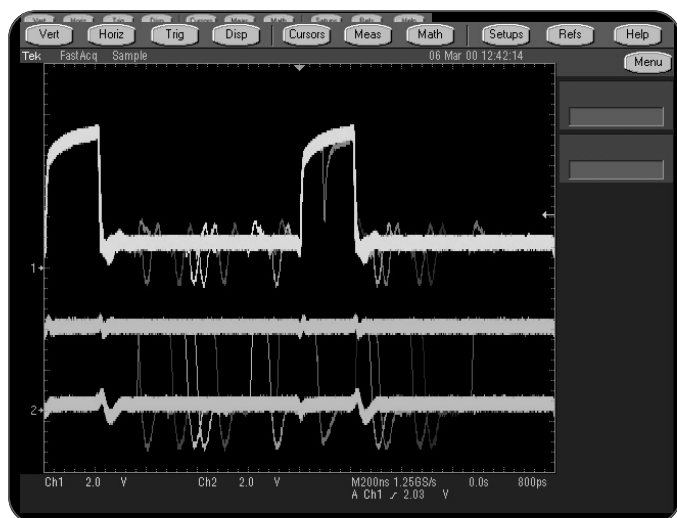 Vert Horiz Trig Disp Cursors Meas Math Setups Refs Help
Tek FastAcq Sample 06 Mar 00 12:42:14
Menu
1
2
Ch1 2.0 V Ch2 2.0 V M200ns 1.25GS/s 0.0s 800ps
A Ch1 2.03 V